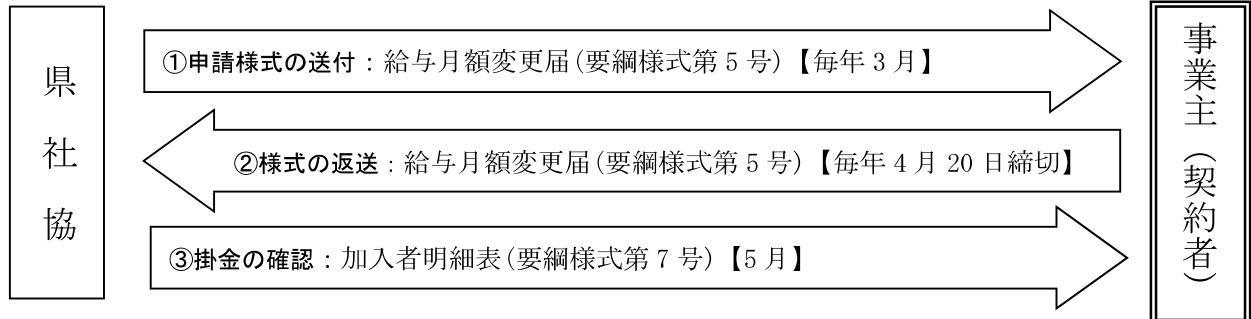 県社協
①申請様式の送付：給与月額変更届(要綱様式第5号)【毎年3月】
②様式の返送：給与月額変更届(要綱様式第5号)【毎年4月20日締切】
③掛金の確認：加入者明細表(要綱様式第7号)【5月】
事業主（契約者）